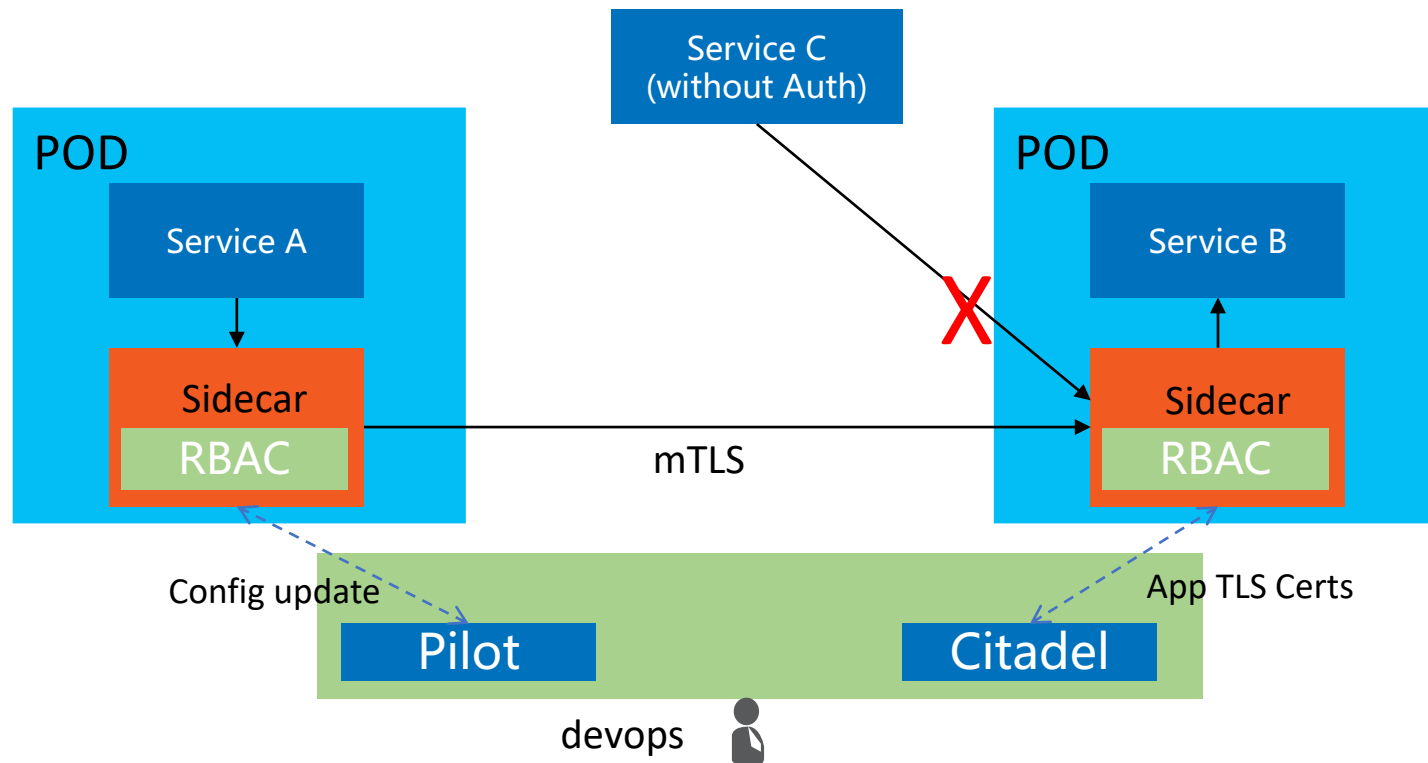 Service C
(without Auth)
POD
POD
Service A
Service B
Sidecar
RBAC
Sidecar
RBAC
mTLS
X
Config update
App TLS Certs
Pilot
Citadel
devops